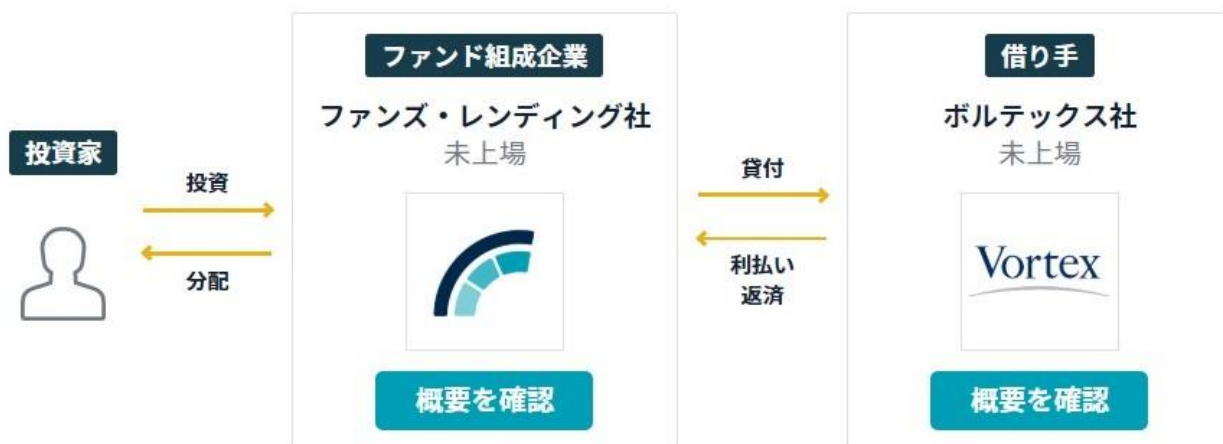 投資家
投資
分配
ファンド組成企業
ファンズ・レンディング社
未上場
概要を確認
貸付
利払い
返済
借り手
ボルテックス社
未上場
Vortex
概要を確認